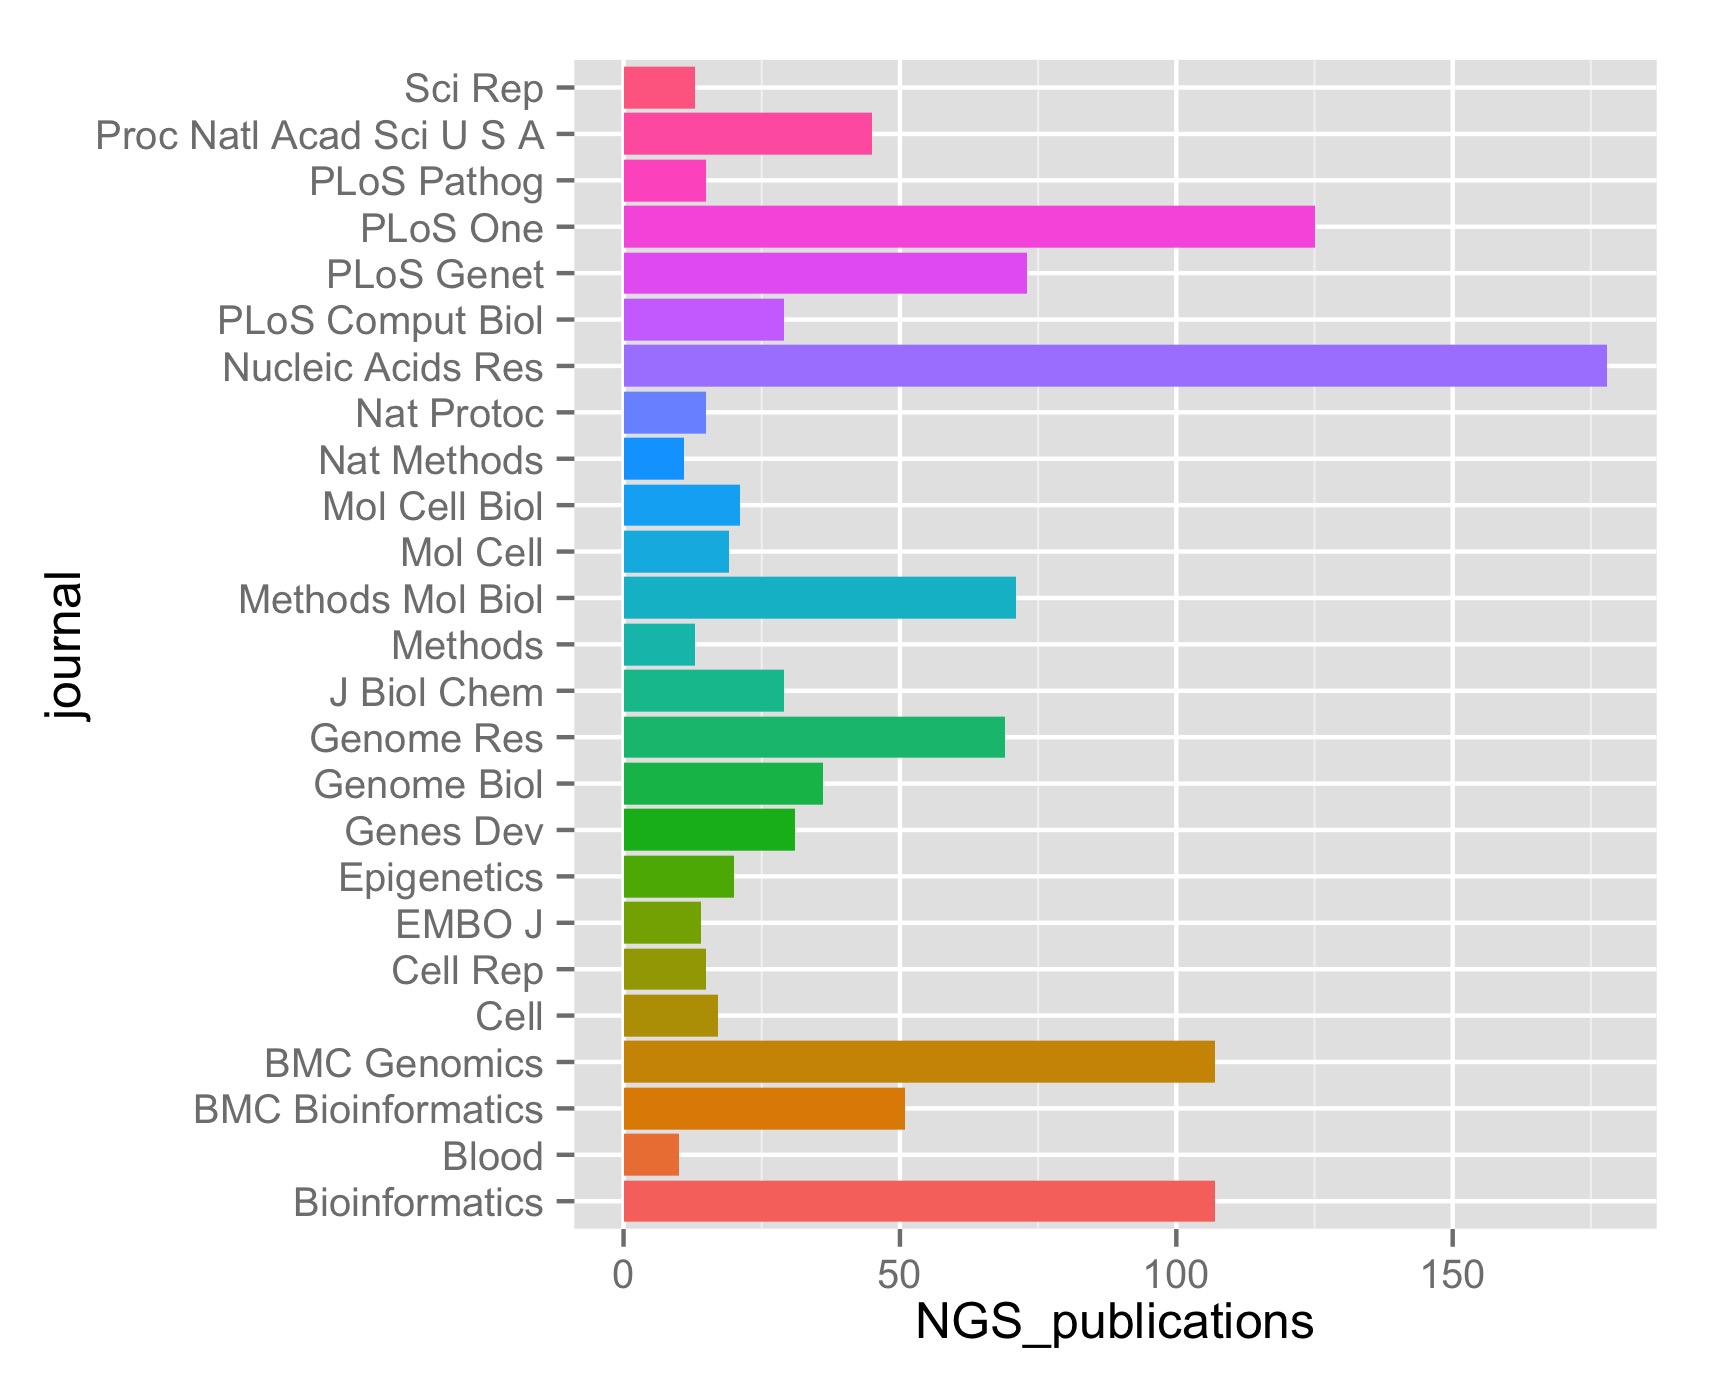 Sci Rep
Proc Natl Acad Sci U S A
PLoS Pathog
PLoS One
PLoS Genet
PLoS Comput Biol
Nucleic Acids Res
Nat Protoc
Nat Methods
Mol Cell Biol
Mol Cell
Methods Mol Biol
Methods
J Biol Chem
Genome Res
Genome Biol
Genes Dev
Epigenetics
EMBO J
Cell Rep
Cell
BMC Genomics
BMC Bioinformatics
Blood
Bioinformatics
journal
0 50 100 150
NGS_publications